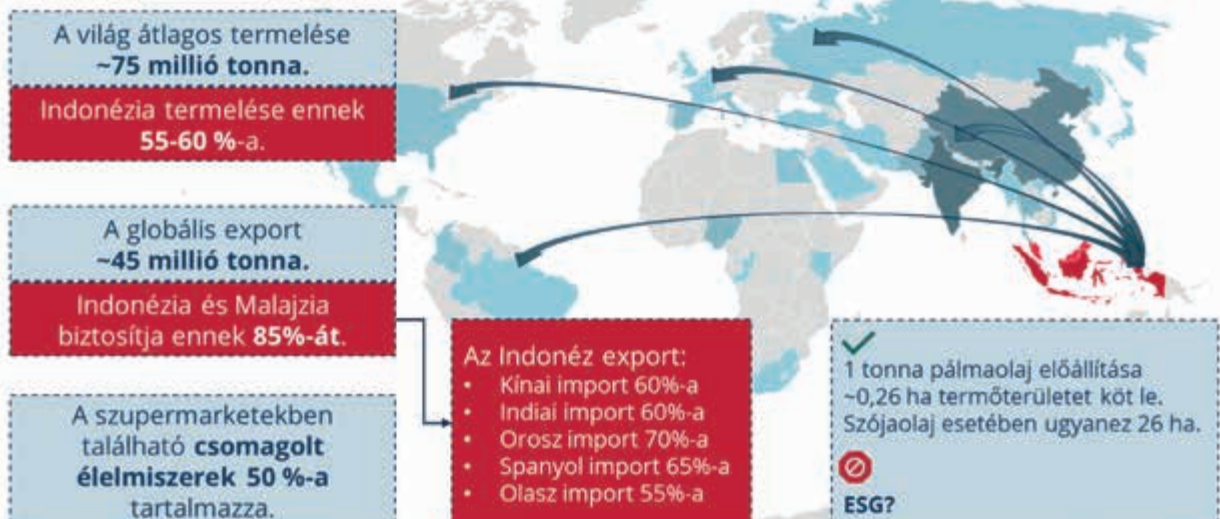 A világ átlagos termelése
~75 millió tonna.
Indonézia termelése ennek
55-60 %-a.
A globális export
~45 millió tonna.
Indonézia és Malajzia
biztosítja ennek 85%-át.
A szupermarketekben
található csomagolt
élelmiszerek 50 %-a
tartalmazza.
Az Indonéz export:
• Kínai import 60%-a
• Indiai import 60%-a
• Orosz import 70%-a
• Spanyol import 65%-a
• Olasz import 55%-a
1 tonna pálmaolaj előállítása
~0,26 ha termőterületet köt le.
Szójaolaj esetében ugyanez 26 ha.
ESG?